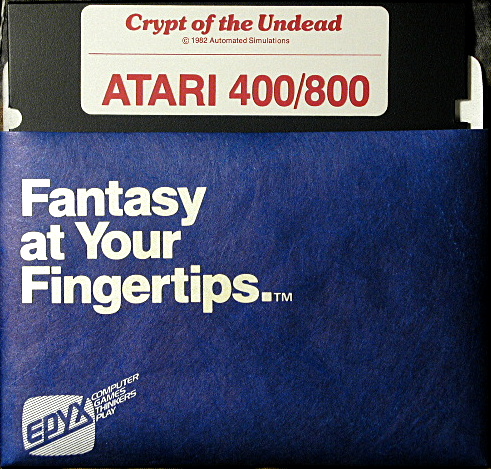 Crypt of the Undead
© 1982 Automated Simulations
ATARI 400/800
Fantasy
at Your
Fingertips.™
EPYX
COMPUTER
GAMES
THINKERS
PLAY